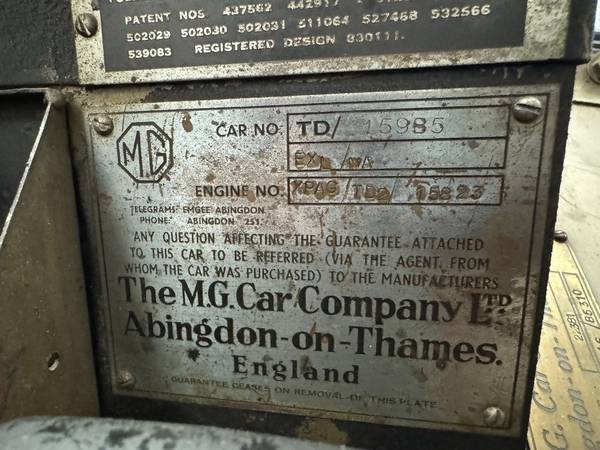 PATENT NOS. 437562 442917
502029 502030 502031 511064 527468 532566
539083 REGISTERED DESIGN 830111.
MG
CAR NO. TD/ 15985
EXL /NA
ENGINE NO. XPAG/TD2/ 15823
TELEGRAMS EMGEE ABINGDON
PHONE ABINGDON 251.
ANY QUESTION AFFECTING THE GUARANTEE ATTACHED
TO THIS CAR TO BE REFERRED (VIA THE AGENT FROM
WHOM THE CAR WAS PURCHASED) TO THE MANUFACTURERS
The M.G. Car Company LTD.
Abingdon-on-Thames.
England
GUARANTEE CEASES ON REMOVAL OF THIS PLATE